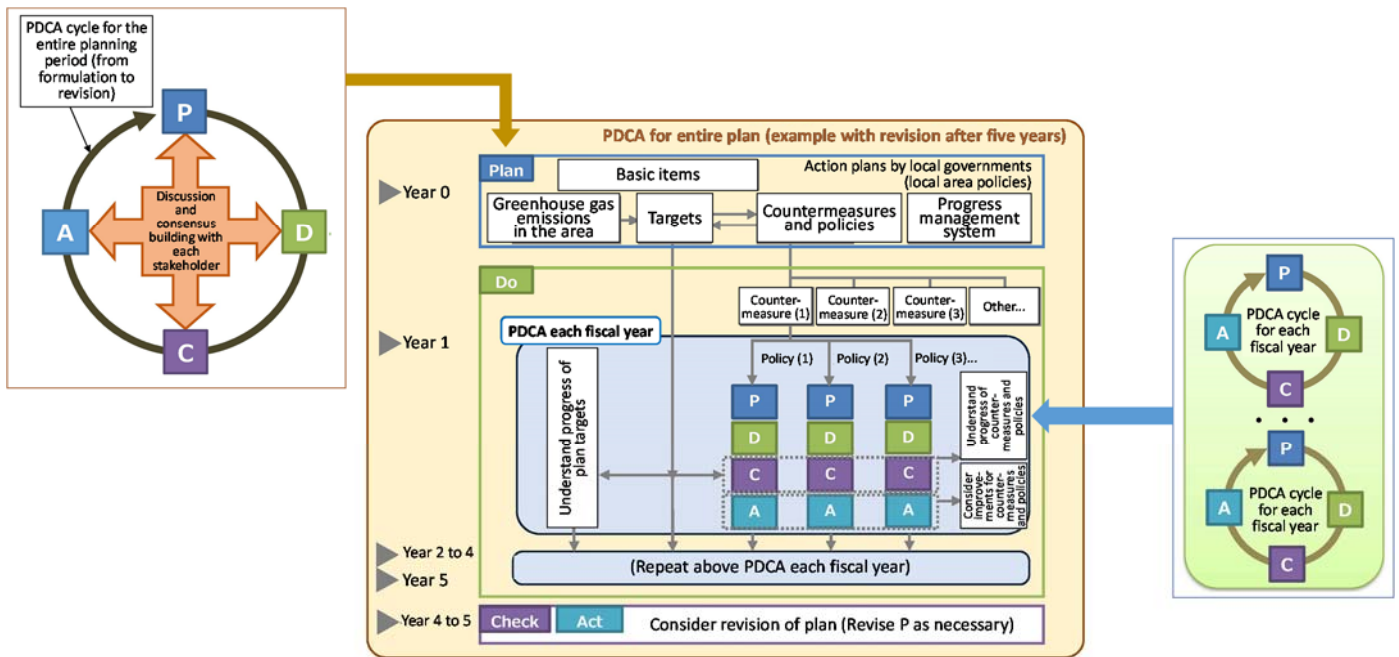 PDCA cycle for the
entire planning
period (from
formulation to
revision)
P
A
D
C
Discussion
and
consensus
building with
each
stakeholder
PDCA for entire plan (example with revision after five years)
Year 0
Plan
Basic items
Action plans by local governments
(local area policies)
Greenhouse gas
emissions
in the area
Targets
Countermeasures
and policies
Progress
management
system
Do
Counter-
measure (1)
Counter-
measure (2)
Counter-
measure (3)
Other...
Year 1
PDCA each fiscal year
Understand progress of
plan targets
Policy (1)
Policy (2)
Policy (3)...
P
P
P
D
D
D
C
C
C
A
A
A
Understand
progress of
counter-
measures and
policies
Consider
improve-
ments for
counter-
measures
and policies
Year 2 to 4
Year 5
(Repeat above PDCA each fiscal year)
Year 4 to 5
Check
Act
Consider revision of plan (Revise P as necessary)
P
A
D
C
PDCA cycle
for each
fiscal year
. . .
P
A
D
C
PDCA cycle
for each
fiscal year